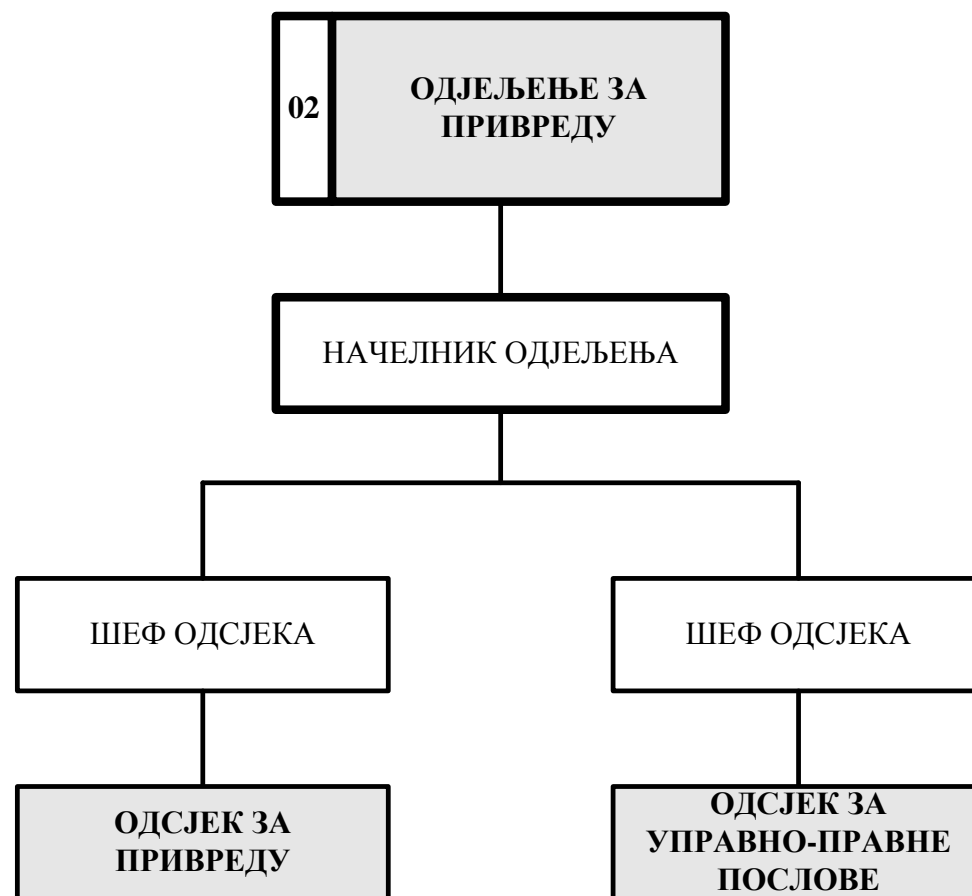 02
ОДЈЕЉЕЊЕ ЗА
ПРИВРЕДУ
НАЧЕЛНИК ОДЈЕЉЕЊА
ШЕФ ОДСЈЕКА
ШЕФ ОДСЈЕКА
ОДСЈЕК ЗА
ПРИВРЕДУ
ОДСЈЕК ЗА
УПРАВНО-ПРАВНЕ
ПОСЛОВЕ